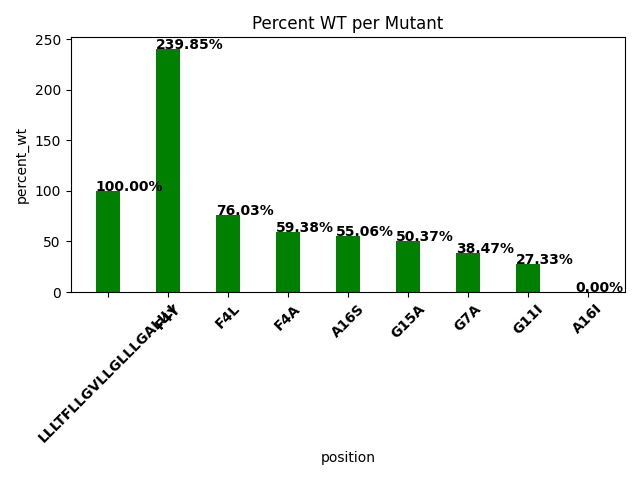 Percent WT per Mutant
percent_wt
250
200
150
100
50
0
100.00%
239.85%
76.03%
59.38%
55.06%
50.37%
38.47%
27.33%
0.00%
F4Y
F4L
F4A
A16S
G15A
G7A
G11I
A16I
position